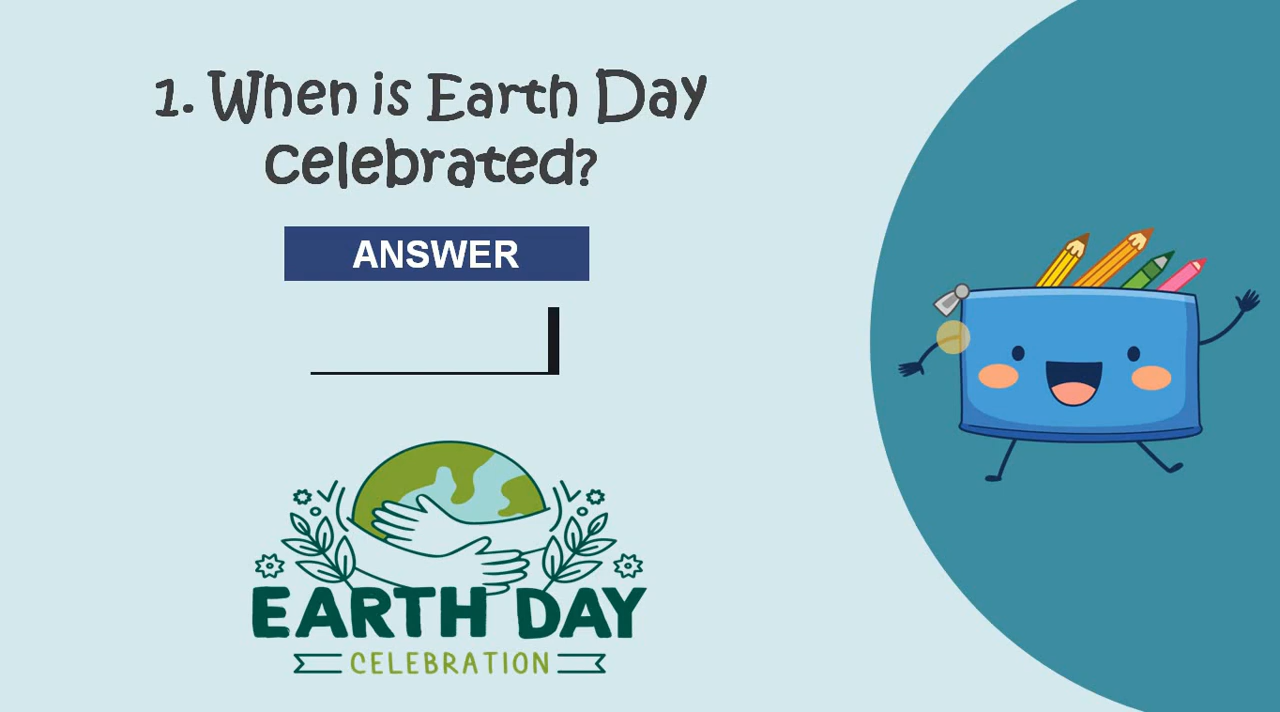 1. When is Earth Day
celebrated?
ANSWER
EARTH DAY
CELEBRATION